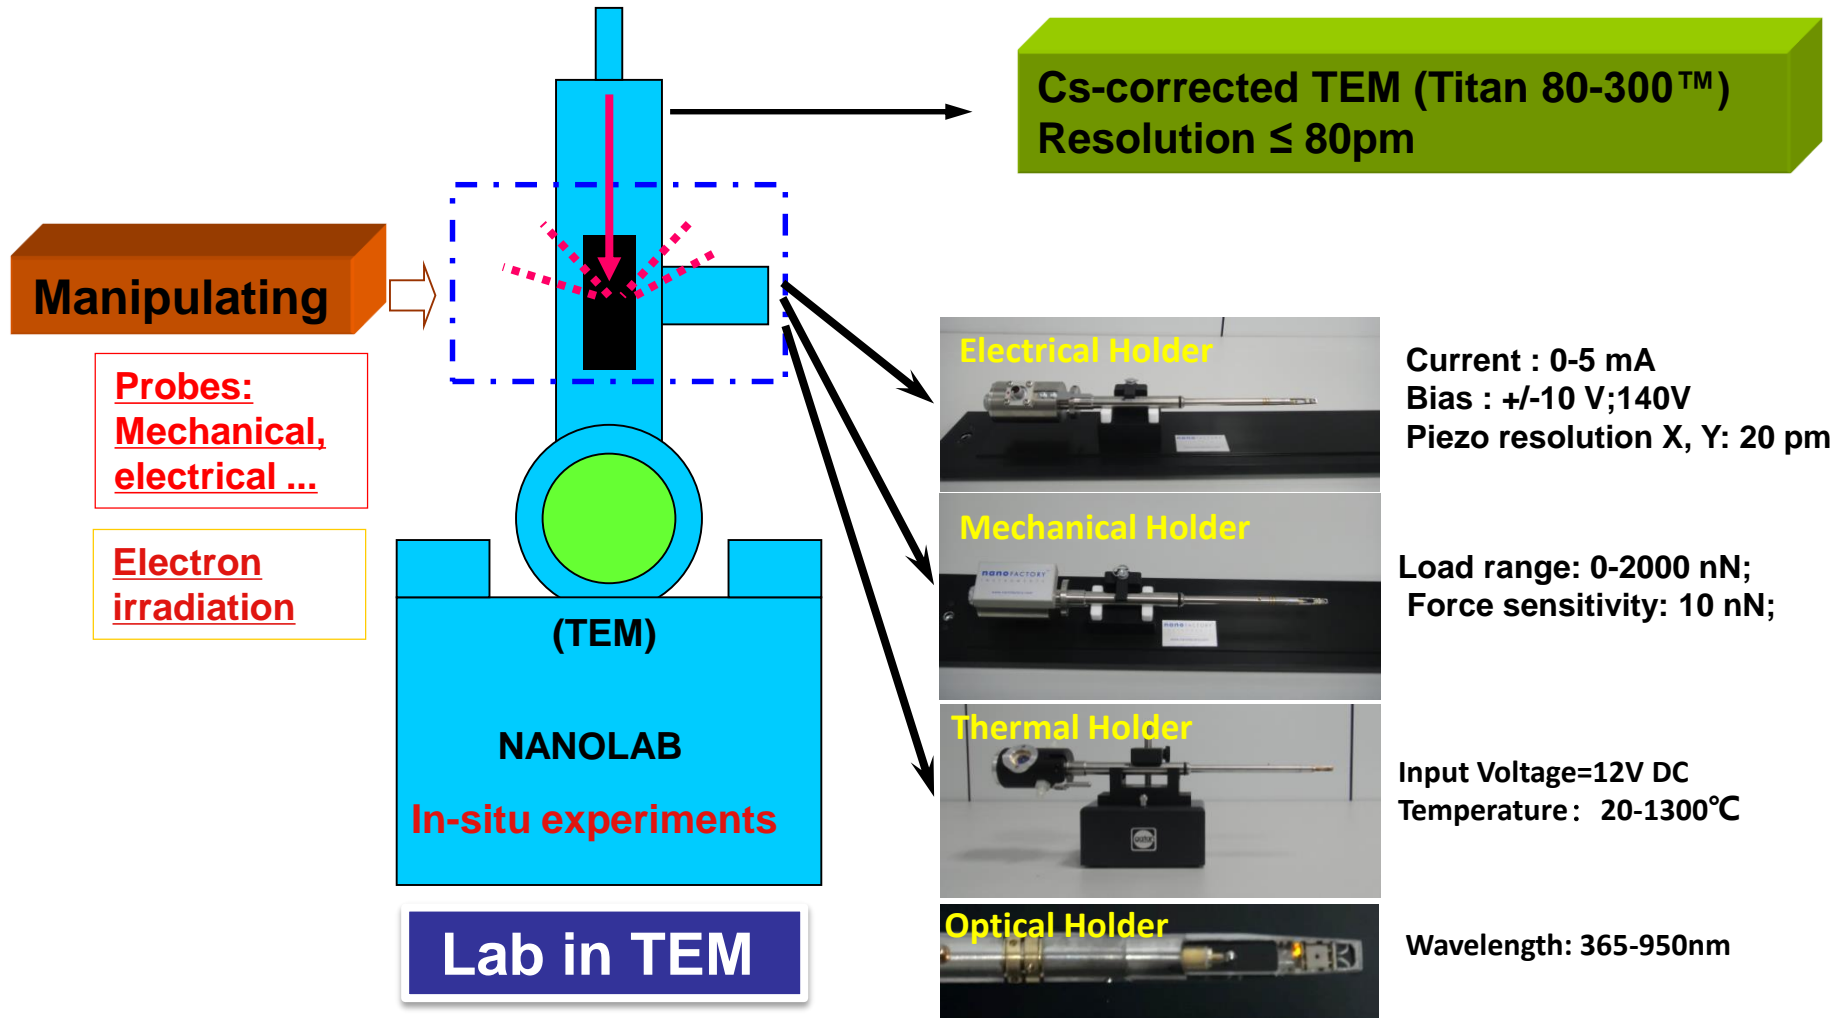 Cs-corrected TEM (Titan 80-300™)
Resolution ≤ 80pm
Manipulating
Probes:
Mechanical,
electrical ...
Electron
irradiation
(TEM)
NANOLAB
In-situ experiments
Lab in TEM
Electrical Holder
Current : 0-5 mA
Bias : +/-10 V;140V
Piezo resolution X, Y: 20 pm
Mechanical Holder
nanoFACTORY
Load range: 0-2000 nN;
Force sensitivity: 10 nN;
Thermal Holder
Input Voltage=12V DC
Temperature： 20-1300℃
Optical Holder
Wavelength: 365-950nm